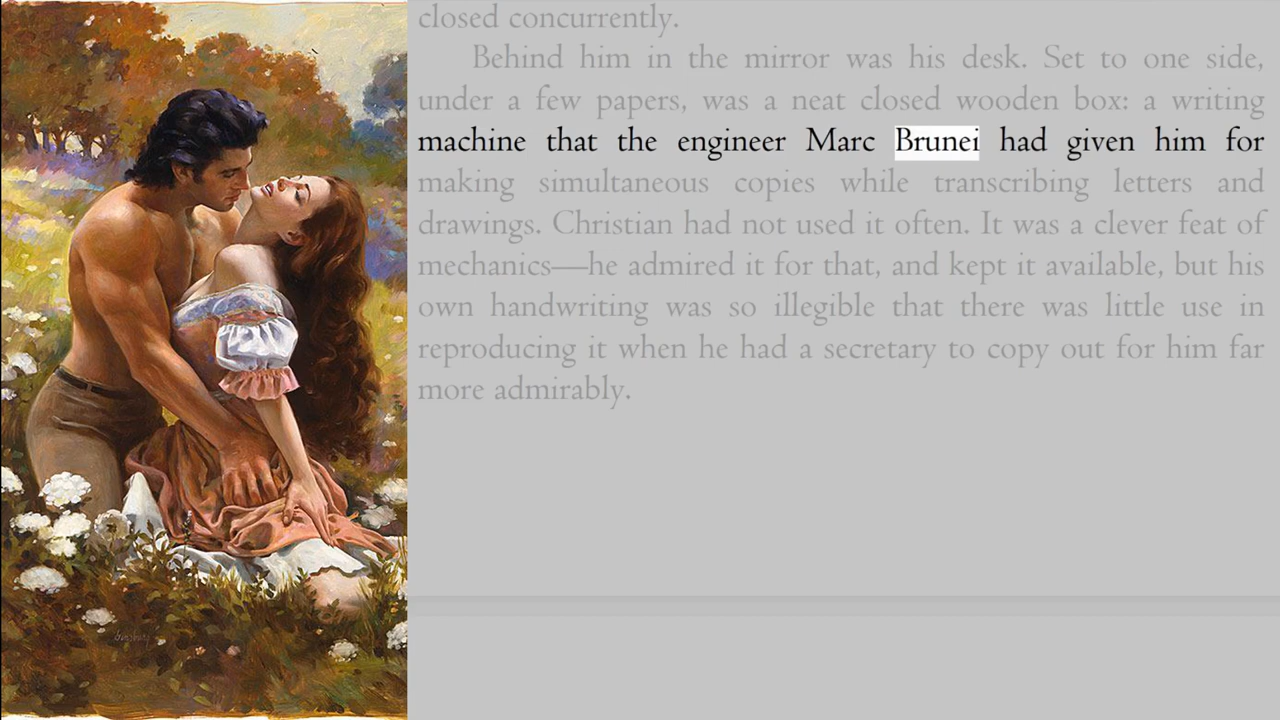 closed concurrently.
Behind him in the mirror was his desk. Set to one side,
under a few papers, was a neat closed wooden box: a writing
machine that the engineer Marc Brunei had given him for
making simultaneous copies while transcribing letters and
drawings. Christian had not used it often. It was a clever feat of
mechanics—he admired it for that, and kept it available, but his
own handwriting was so illegible that there was little use in
reproducing it when he had a secretary to copy out for him far
more admirably.